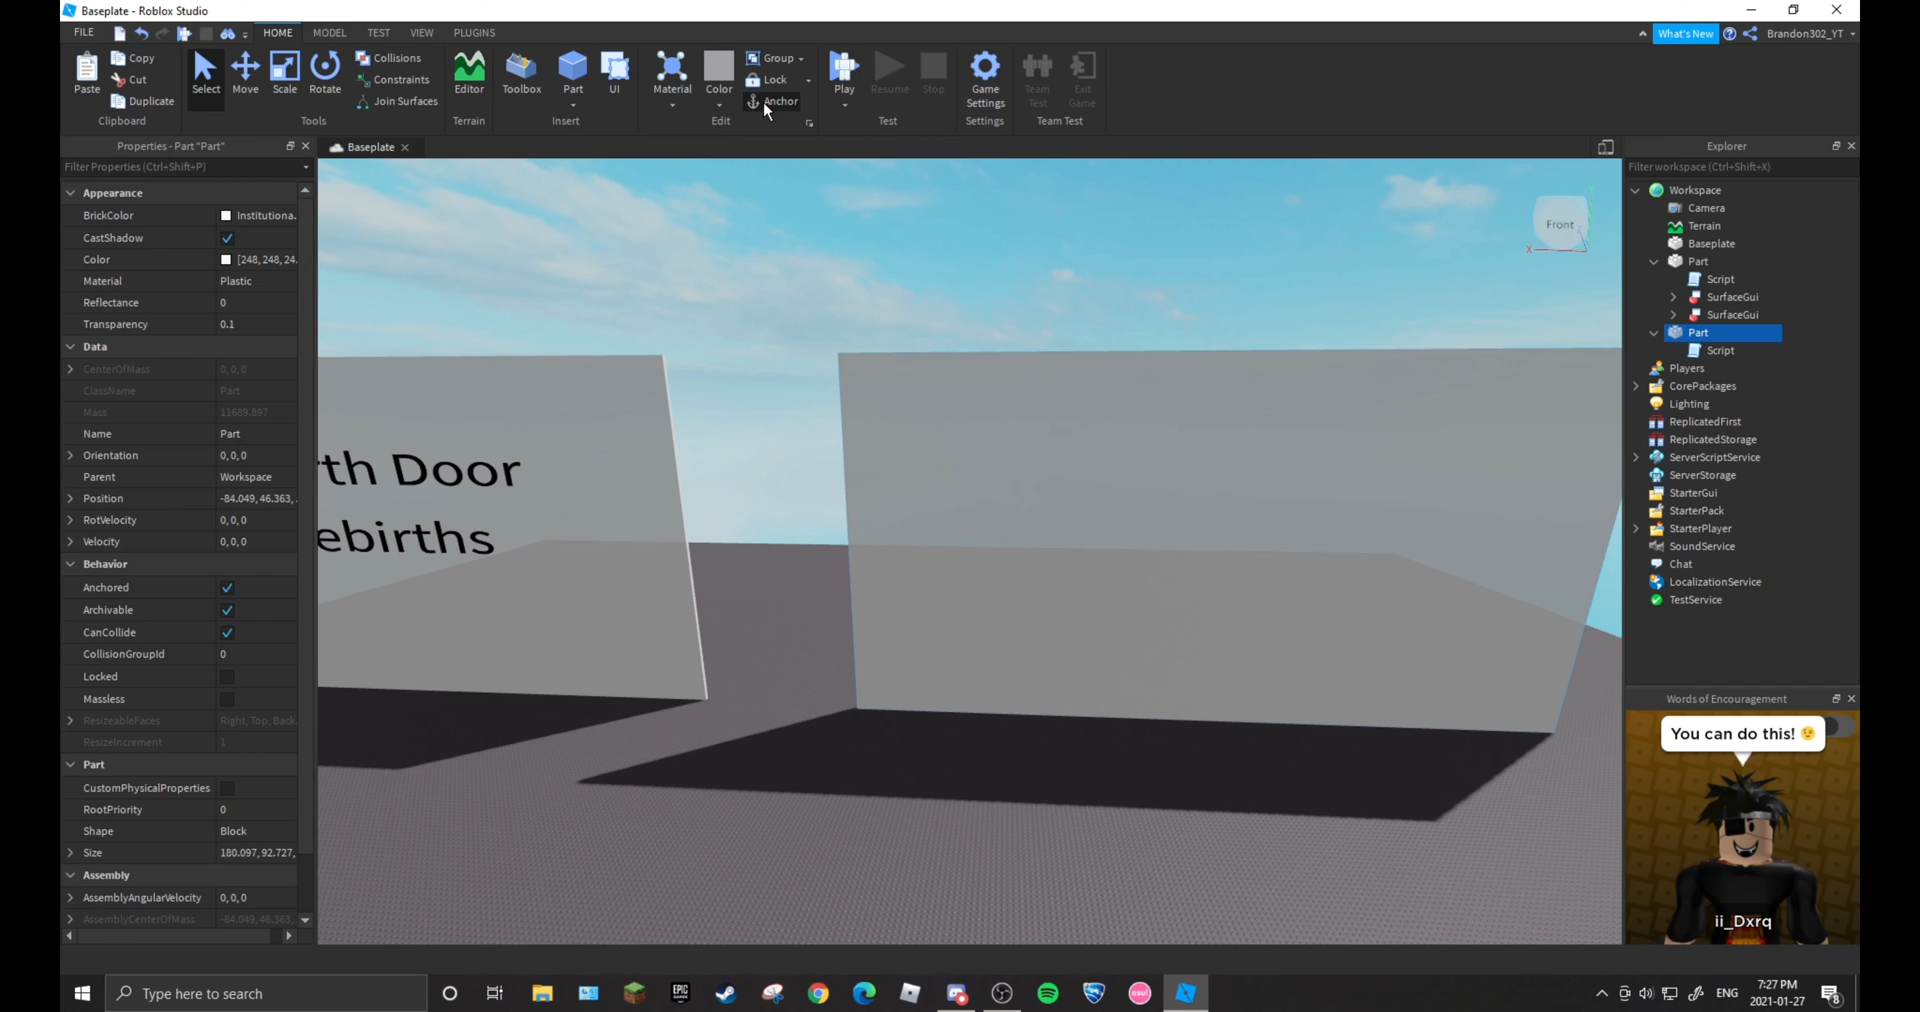 Baseplate - Roblox Studio
FILE HOME MODEL TEST VIEW PLUGINS
What's New Brandon302_YT
Paste Copy Cut Duplicate
Clipboard
Select Move Scale Rotate Collisions Constraints Join Surfaces
Tools
Editor
Terrain
Toolbox Part UI
Insert
Material Color Group Lock Anchor
Edit
Play Resume Stop
Test
Game Settings
Settings
Team Test Exit Game
Team Test
Properties - Part "Part"
Filter Properties (Ctrl+Shift+P)
Appearance
BrickColor Instituciona.
CastShadow
Color [248, 248, 24.
Material Plastic
Reflectance 0
Transparency 0.1
Data
CenterOfMass 0, 0, 0
ClassName Part
Mass 11689.897
Name Part
Orientation 0, 0, 0
Parent Workspace
Position -84.049, 46.363, .
RotVelocity 0, 0, 0
Velocity 0, 0, 0
Behavior
Anchored
Archivable
CanCollide
CollisionGroupId 0
Locked
Massless
ResizeableFaces Right, Top, Back.
ResizeIncrement 1
Part
CustomPhysicalProperties
RootPriority 0
Shape Block
Size 180.097, 92.727,
Assembly
AssemblyAngularVelocity 0, 0, 0
AssemblyCenterOfMass -84.049, 46.363,
Baseplate
rth Door
ebirths
Front
X
Explorer
Filter workspace (Ctrl+Shift+X)
Workspace
Camera
Terrain
Baseplate
Part
Script
SurfaceGui
SurfaceGui
Part
Script
Players
CorePackages
Lighting
ReplicatedFirst
ReplicatedStorage
ServerScriptService
ServerStorage
StarterGui
StarterPack
StarterPlayer
SoundService
Chat
LocalizationService
TestService
Words of Encouragement
You can do this! 😉
ii_Dxrq
Type here to search
EPIC GAMES
osu!
ENG
7:27 PM
2021-01-27
8